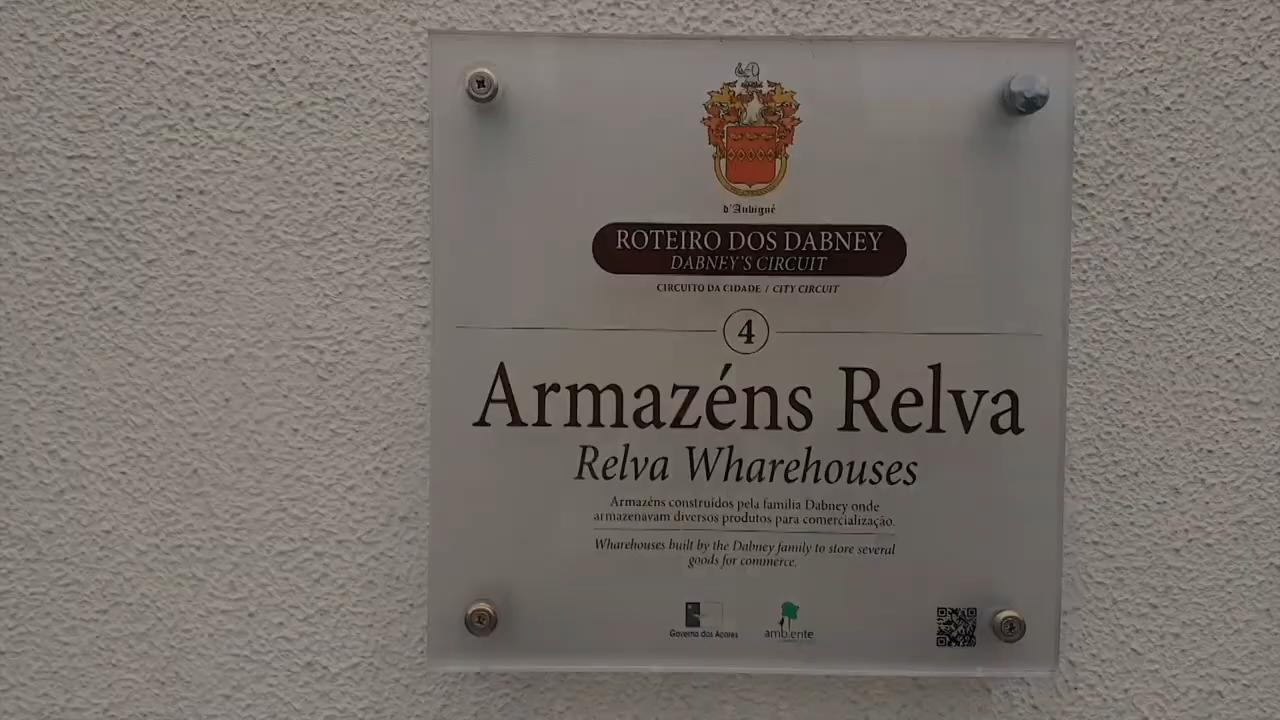 d'Aubigné
ROTEIRO DOS DABNEY
DABNEY'S CIRCUIT
CIRCUITO DA CIDADE / CITY CIRCUIT
4
Armazéns Relva
Relva Wharehouses
Armazéns construídos pela família Dabney onde
armazenavam diversos produtos para comercialização.
Wharehouses built by the Dabney family to store several
goods for commerce.
Governo dos Açores
ambiente